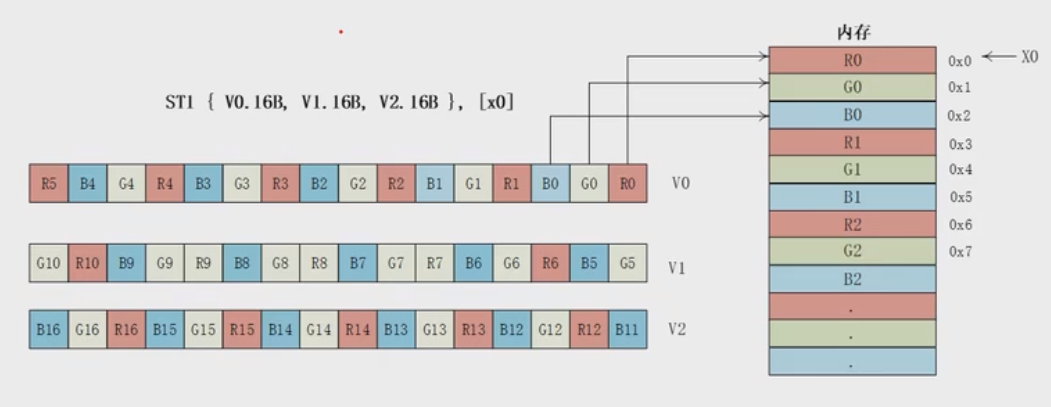 内存
R0 0x0 X0
G0 0x1
ST1 { V0.16B, V1.16B, V2.16B }, [x0]
B0 0x2
R1 0x3
G1 0x4
R5 B4 G4 R4 B3 G3 R3 B2 G2 R2 B1 G1 R1 B0 G0 R0 V0
B1 0x5
R2 0x6
G2 0x7
G10 R10 B9 G9 R9 B8 G8 R8 B7 G7 R7 B6 G6 R6 B5 G5 V1
B2
.
B16 G16 R16 B15 G15 R15 B14 G14 R14 B13 G13 R13 B12 G12 R12 B11 V2
.
.